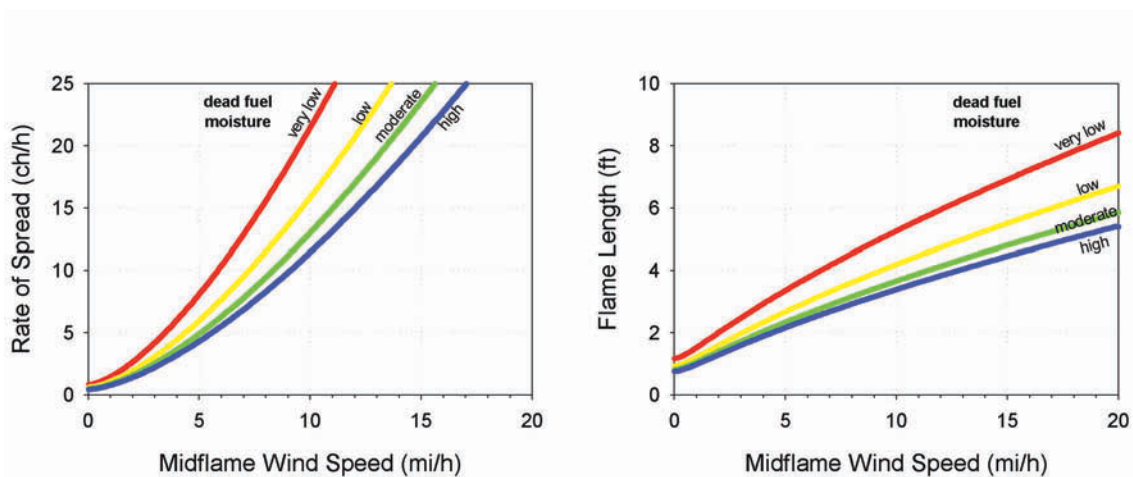 25
20
15
10
5
0
Rate of Spread (ch/h)
dead fuel
moisture
very low
low
moderate
high
0 5 10 15 20
Midflame Wind Speed (mi/h)
10
8
6
4
2
0
Flame Length (ft)
dead fuel
moisture
very low
low
moderate
high
0 5 10 15 20
Midflame Wind Speed (mi/h)